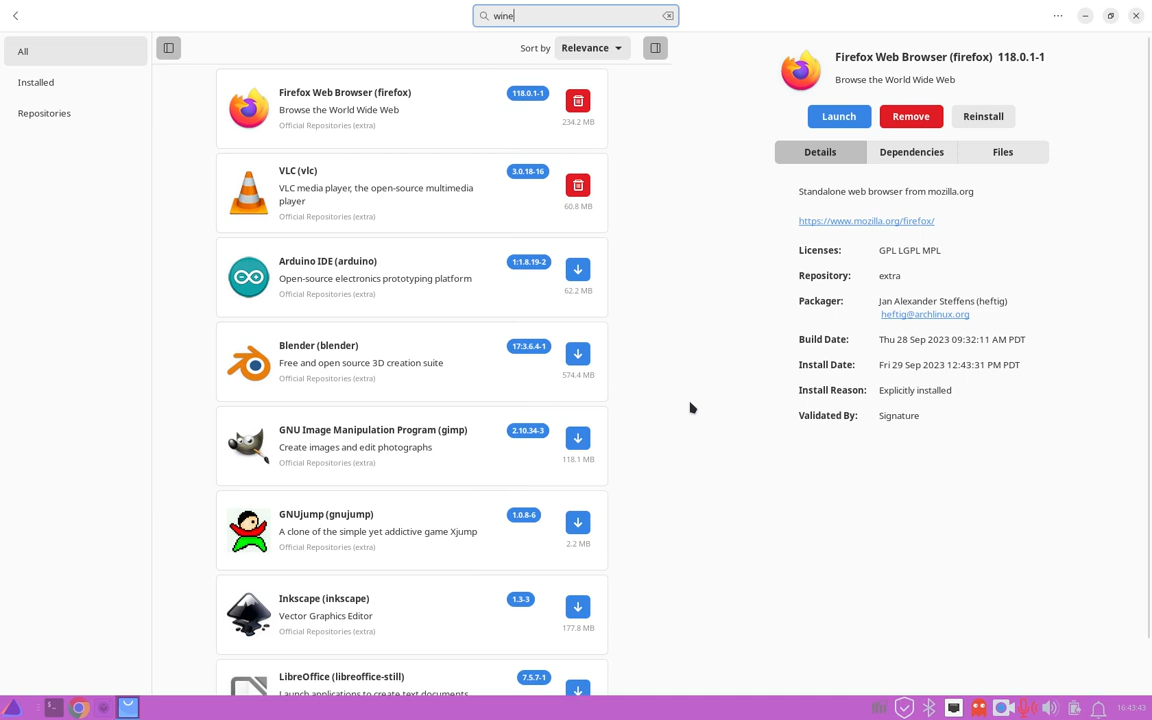 wine
All
Installed
Repositories
Sort by
Relevance
Firefox Web Browser (firefox)
118.0.1-1
Browse the World Wide Web
Official Repositories (extra)
234.2 MB
VLC (vlc)
3.0.18-16
VLC media player, the open-source multimedia
player
Official Repositories (extra)
60.8 MB
Arduino IDE (arduino)
1:1.8.19-2
Open-source electronics prototyping platform
Official Repositories (extra)
62.2 MB
Blender (blender)
17:3.6.4-1
Free and open source 3D creation suite
Official Repositories (extra)
574.4 MB
GNU Image Manipulation Program (gimp)
2.10.34-3
Create images and edit photographs
Official Repositories (extra)
118.1 MB
GNUjump (gnujump)
1.0.8-6
A clone of the simple yet addictive game Xjump
Official Repositories (extra)
2.2 MB
Inkscape (inkscape)
1.3-3
Vector Graphics Editor
Official Repositories (extra)
177.8 MB
LibreOffice (libreoffice-still)
7.5.7-1
Launch applications to create text documents,
Firefox Web Browser (firefox) 118.0.1-1
Browse the World Wide Web
Launch
Remove
Reinstall
Details
Dependencies
Files
Standalone web browser from mozilla.org
https://www.mozilla.org/firefox/
Licenses: GPL LGPL MPL
Repository: extra
Packager: Jan Alexander Steffens (heftig)
heftig@archlinux.org
Build Date: Thu 28 Sep 2023 09:32:11 AM PDT
Install Date: Fri 29 Sep 2023 12:43:31 PM PDT
Install Reason: Explicitly installed
Validated By: Signature
16:43:43